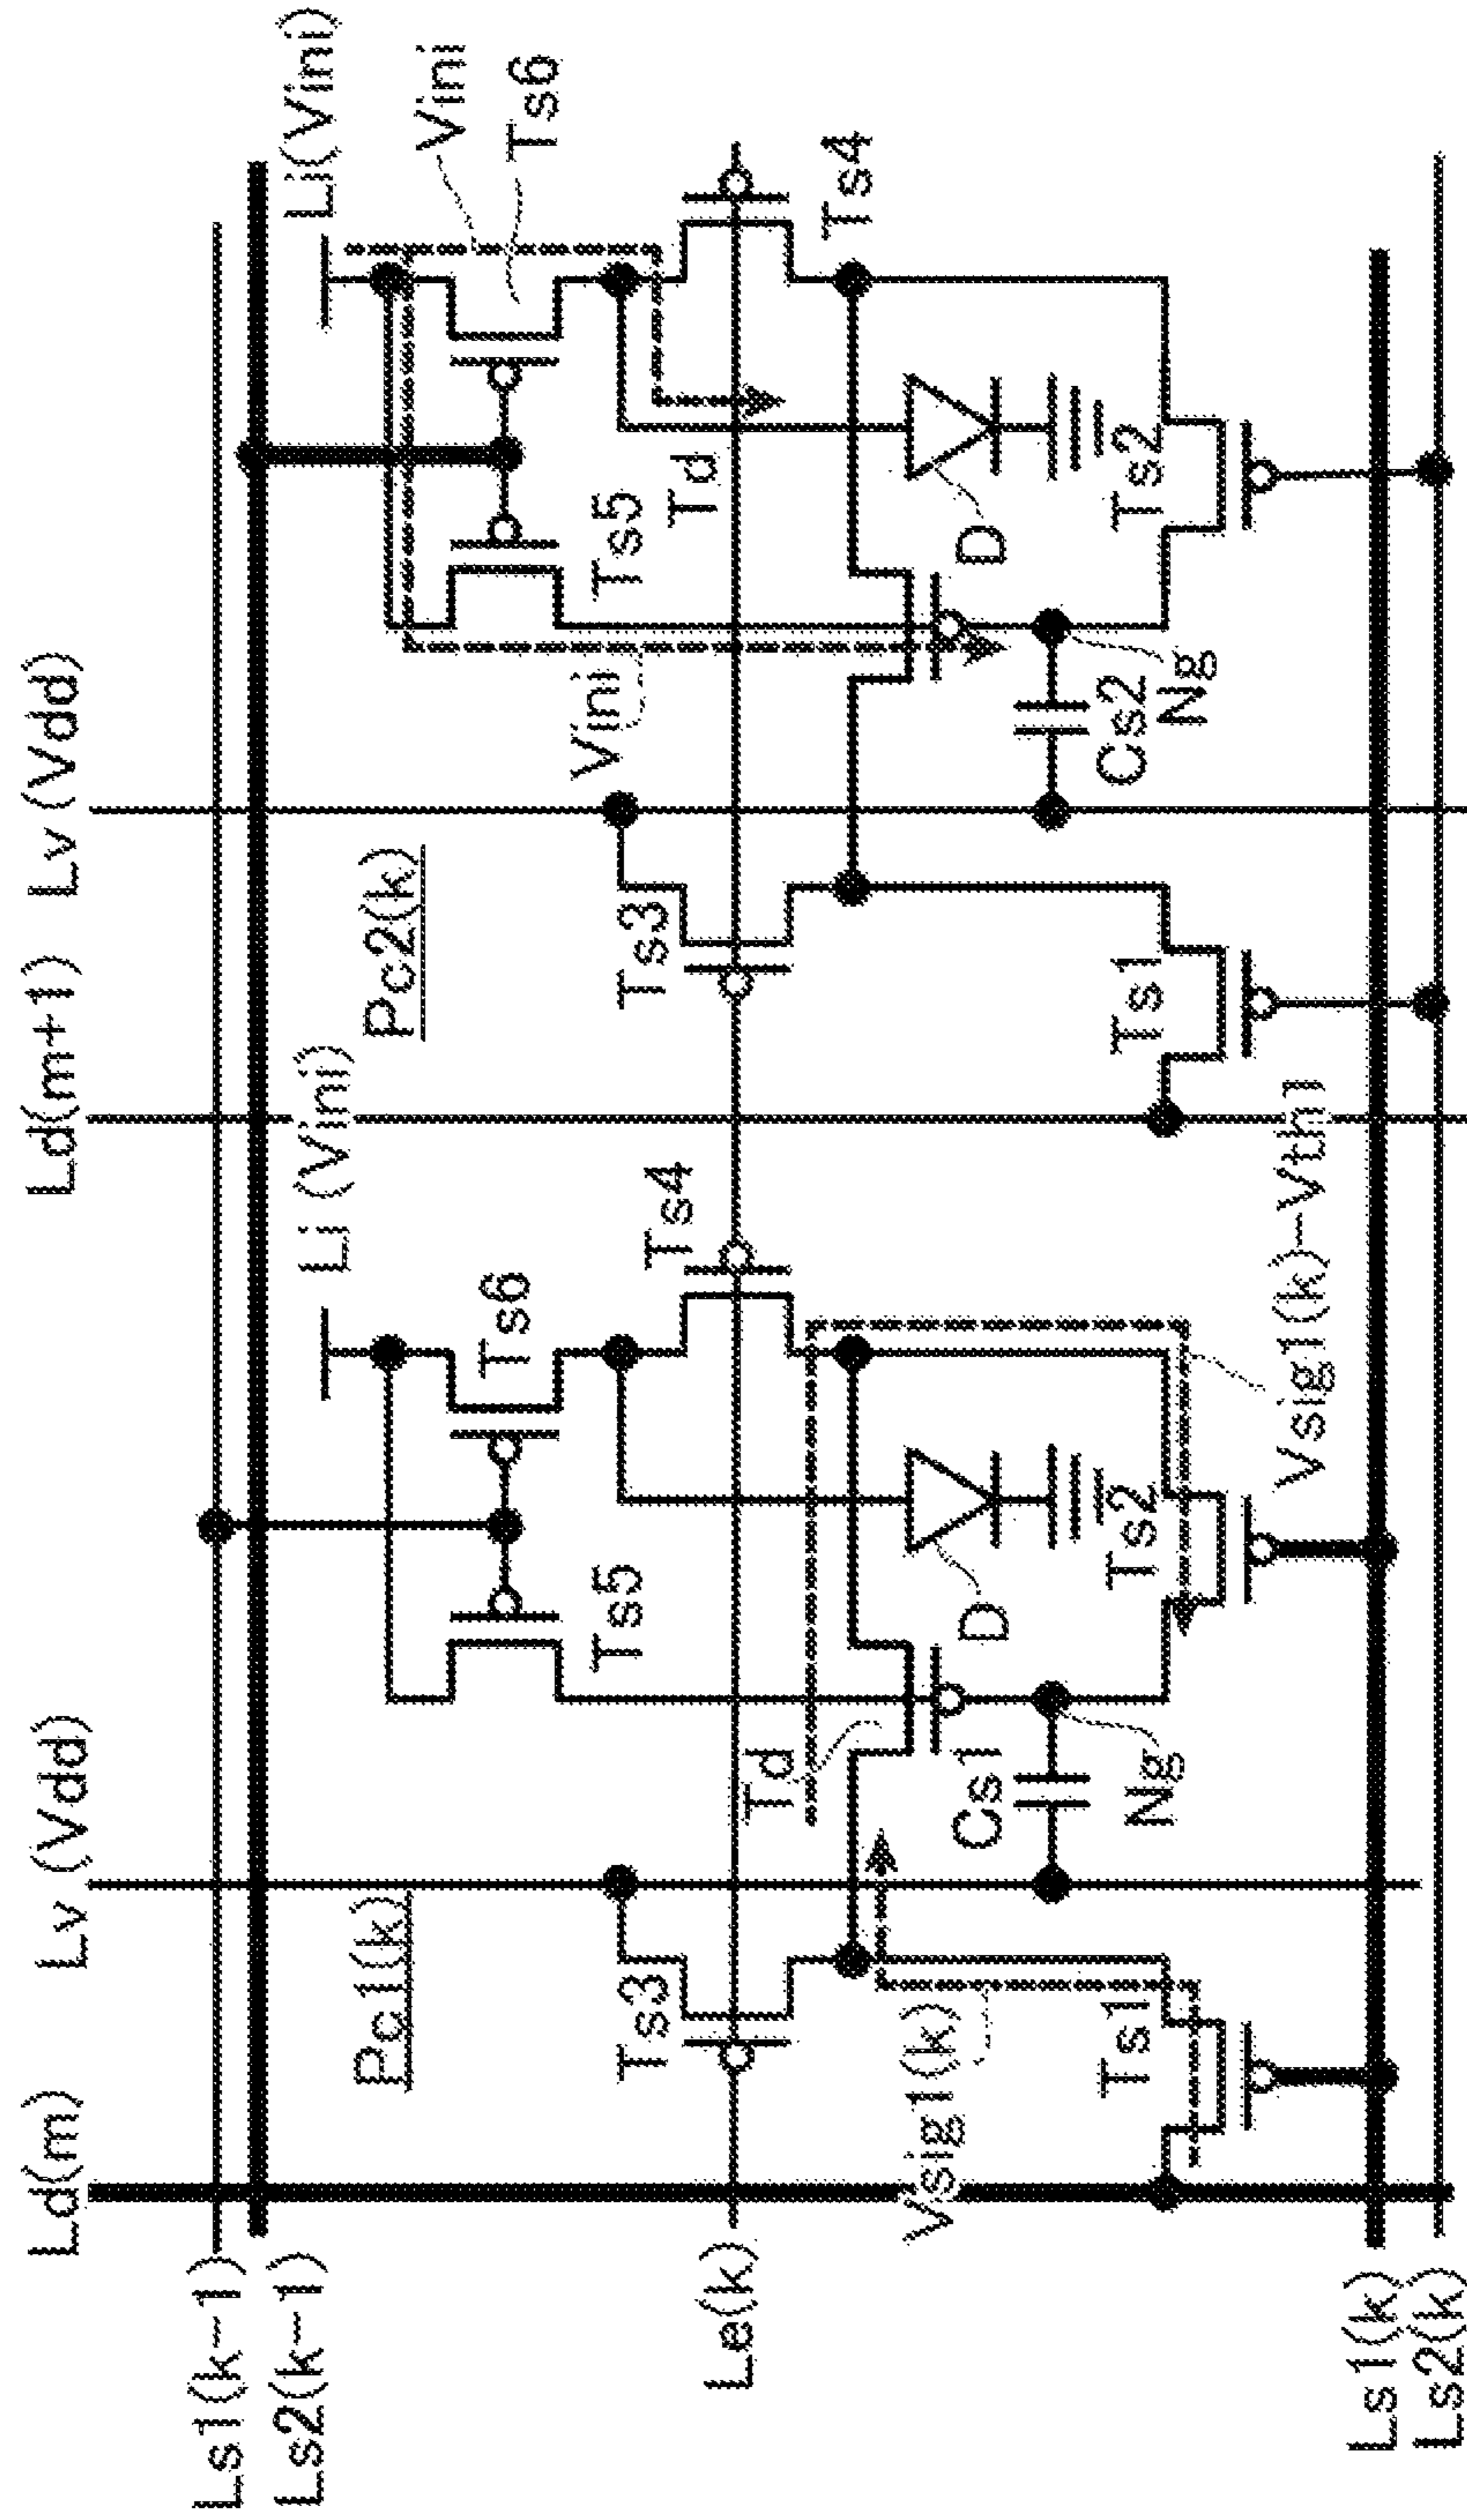 Ld(m)
Lv (Vdd)
Ld(m+1)
Lv (Vdd)
Ls1(k-1)
Ls2(k-1)
Li (Vini)
Li(Vini)
Pc1(k)
Pc2(k)
Vini
Ts6
Ts6
Ts5
Ts5
Ts3
Ts4
Ts3
Vini
Td
Ts4
Le(k)
Td
Vsig1(k)
Cs1
D
D
Ts1
Ng
Ts2
Ts1
Cs2
Ng
Ts2
Vsig1(k)-Vth1
Ls1(k)
Ls2(k)